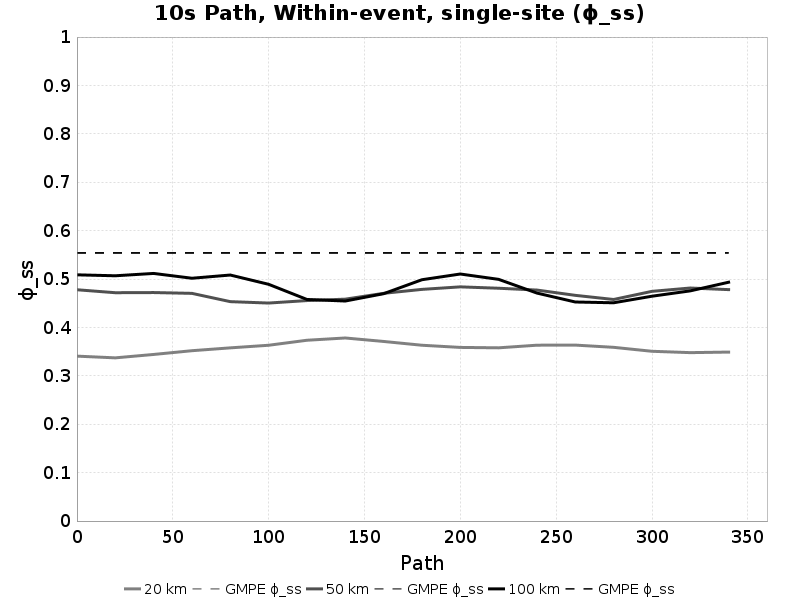 10s Path, Within-event, single-site (ϕ_ss)
1
0.9
0.8
0.7
0.6
0.5
0.4
0.3
0.2
0.1
0
ϕ_ss
0 50 100 150 200 250 300 350
Path
20 km GMPE ϕ_ss 50 km GMPE ϕ_ss 100 km GMPE ϕ_ss